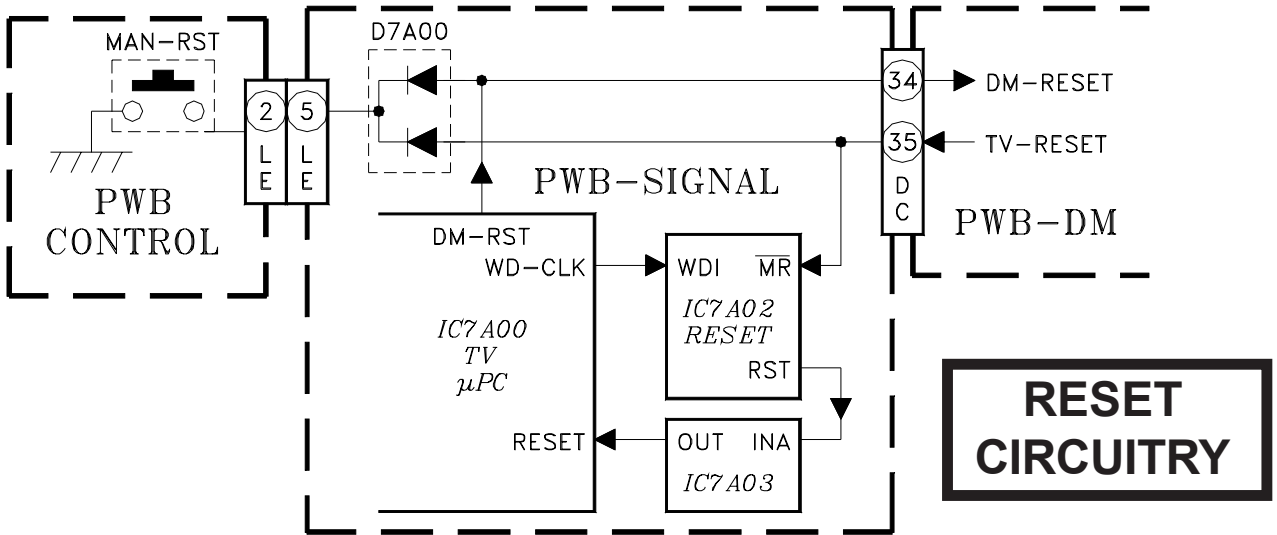 MAN-RST
D7A00
2
5
34
DM-RESET
35
TV-RESET
L
E
L
E
D
C
PWB
CONTROL
PWB-SIGNAL
PWB-DM
DM-RST
WD-CLK
WDI
MR
IC7A00
TV
µPC
IC7A02
RESET
RST
RESET
OUT
INA
IC7A03
RESET
CIRCUITRY